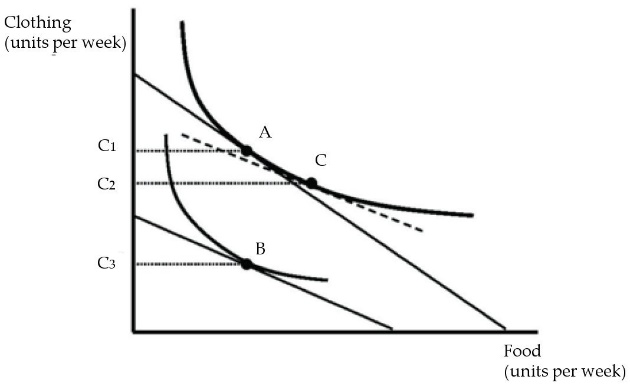 Clothing
(units per week)
A
C1
C
C2
B
C3
Food
(units per week)